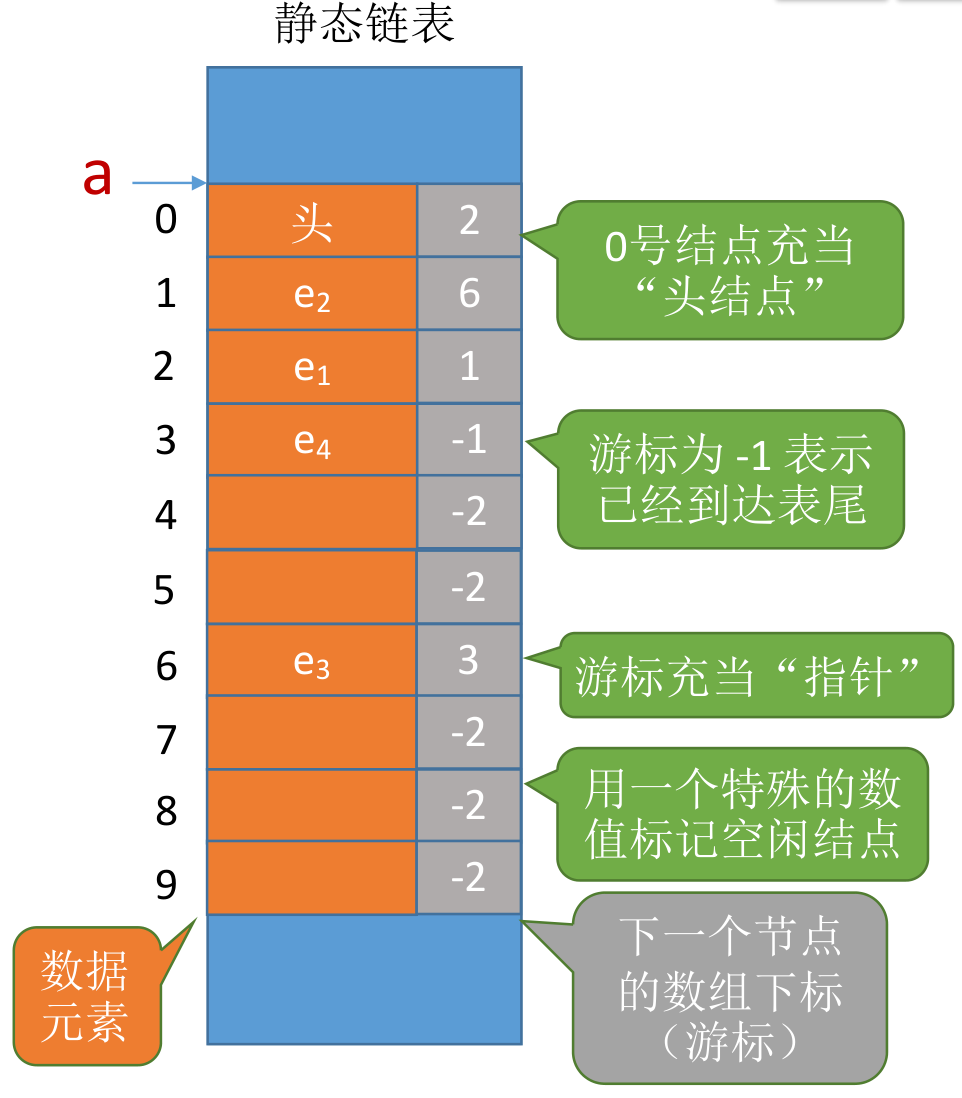 静态链表
a
0 头 2
0号结点充当
“头结点”
1 e₂ 6
2 e₁ 1
3 e₄ -1
游标为 -1 表示
已经到达表尾
4 -2
5 -2
6 e₃ 3
游标充当“指针”
7 -2
8 -2
用一个特殊的数
值标记空闲结点
9 -2
数据
元素
下一个节点
的数组下标
（游标）